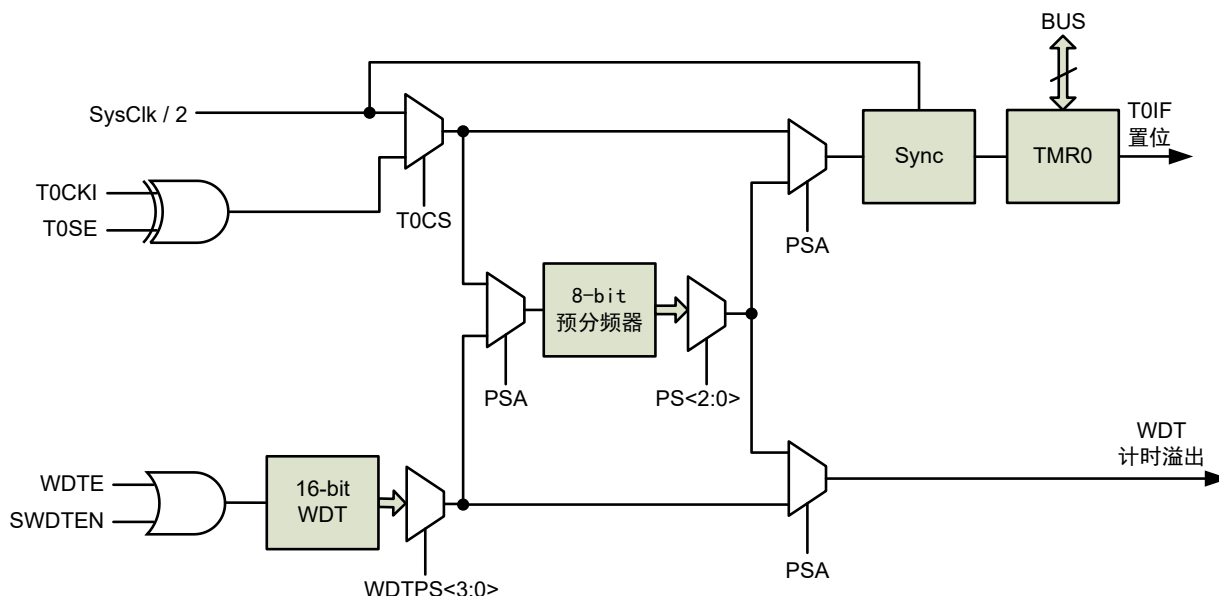 BUS
SysClk / 2
T0IF
置位
Sync
TMR0
T0CKI
T0SE
T0CS
PSA
8-bit
预分频器
PSA
PS<2:0>
WDT
计时溢出
WDTE
SWDTEN
16-bit
WDT
PSA
WDTPS<3:0>